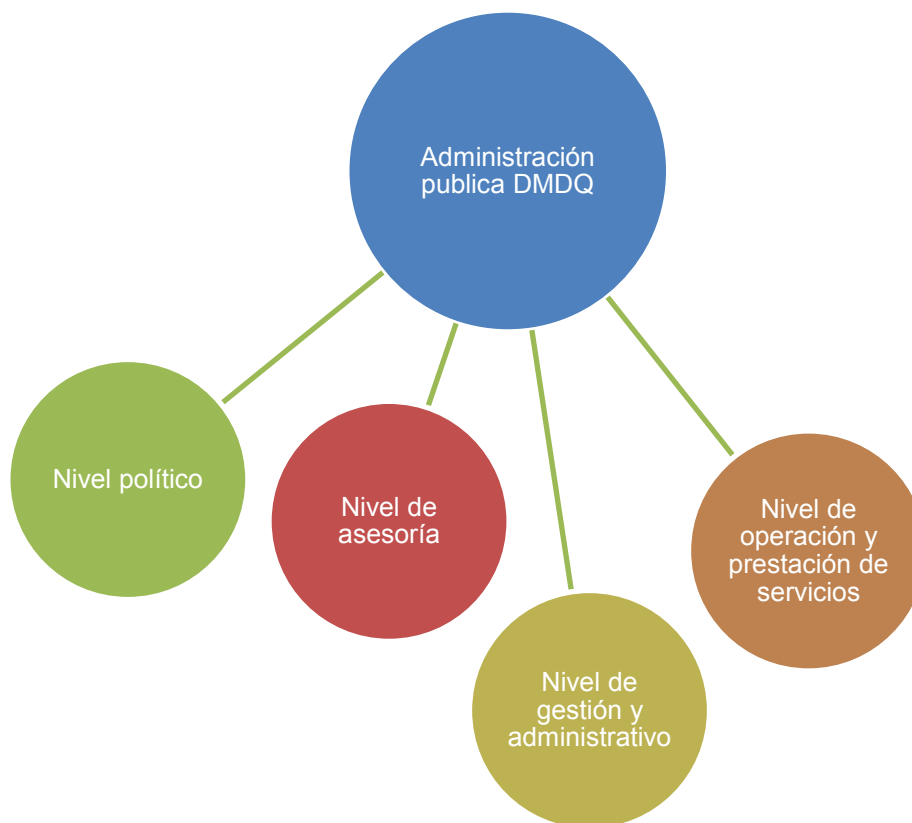 Administración
publica DMDQ
Nivel político
Nivel de
asesoría
Nivel de
gestión y
administrativo
Nivel de
operación y
prestación de
servicios